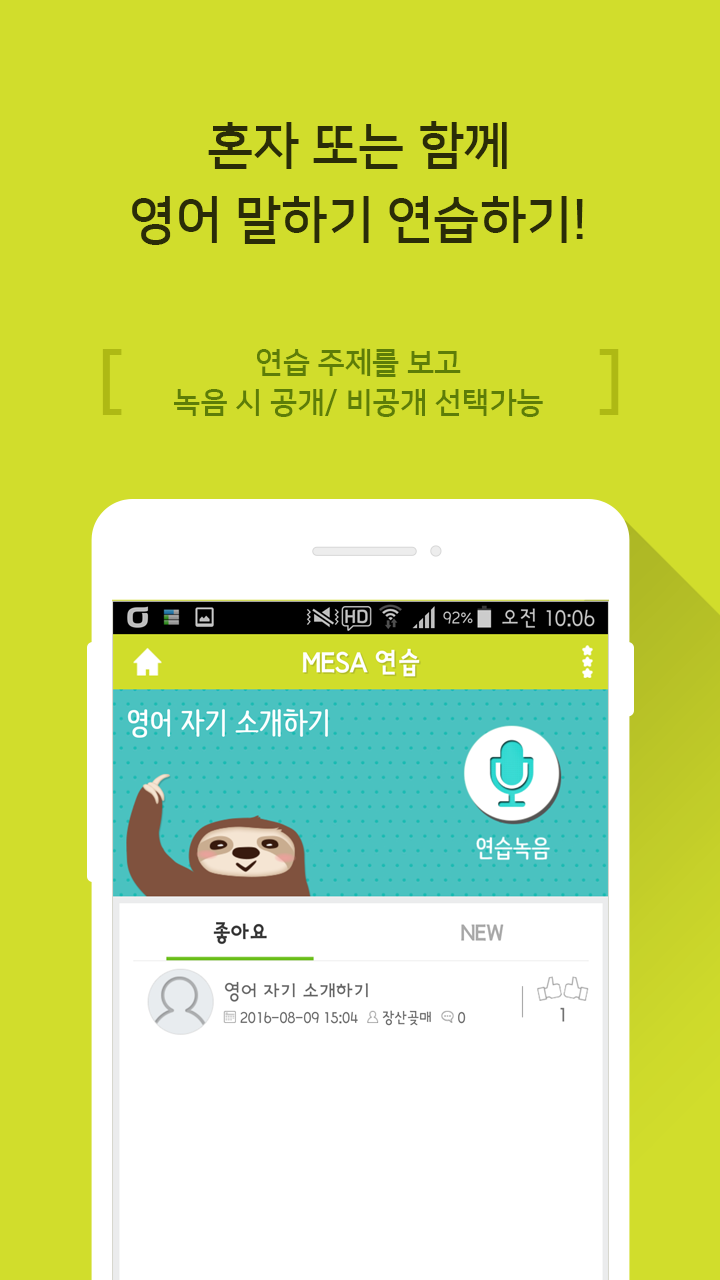 혼자 또는 함께
영어 말하기 연습하기!
연습 주제를 보고
녹음 시 공개/ 비공개 선택가능
HD 92% 오전 10:06
MESA 연습
영어 자기 소개하기
연습녹음
좋아요 NEW
영어 자기 소개하기
2016-08-09 15:04 장산곶매 0
1